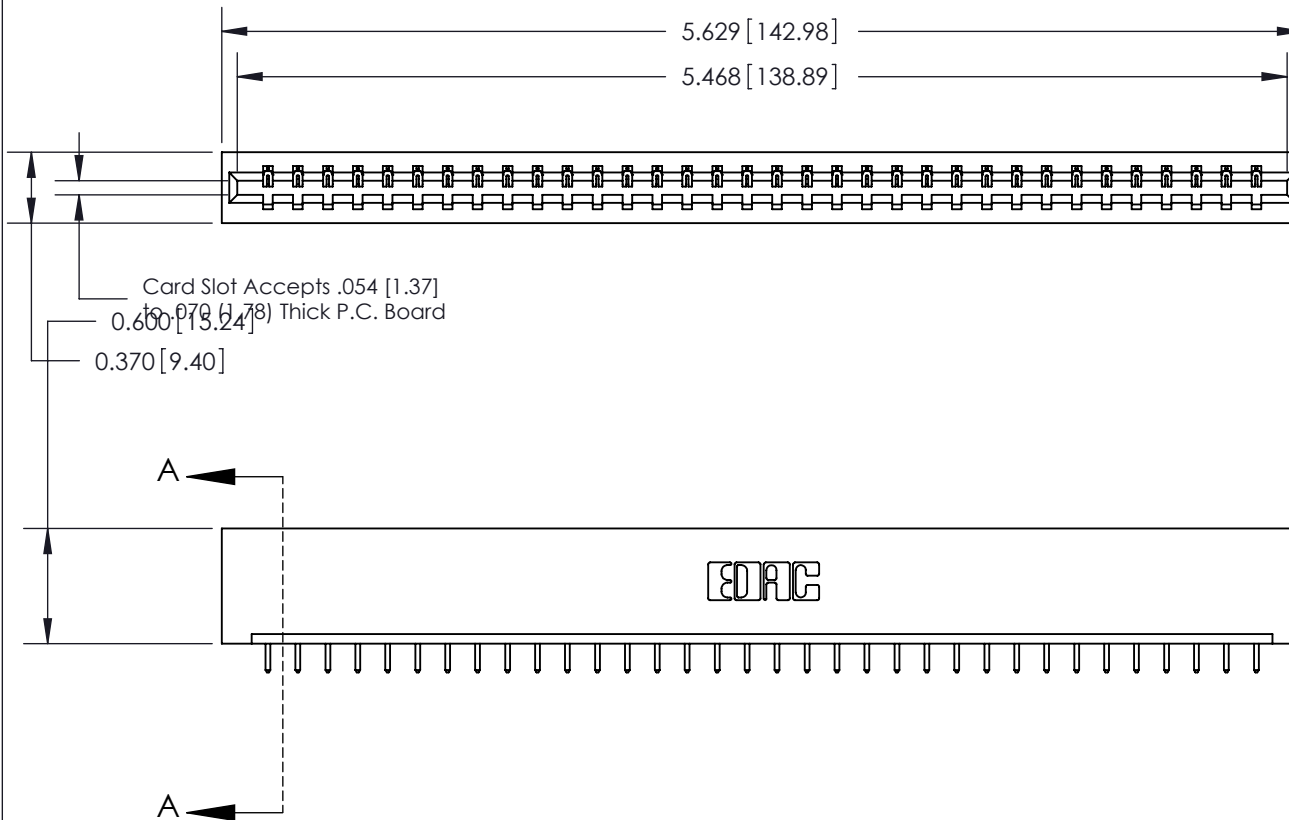 5.629 [142.98]
5.468 [138.89]
Card Slot Accepts .054 [1.37]
to .070 (1.78) Thick P.C. Board
0.600 [15.24]
0.370 [9.40]
A
EDAC
A